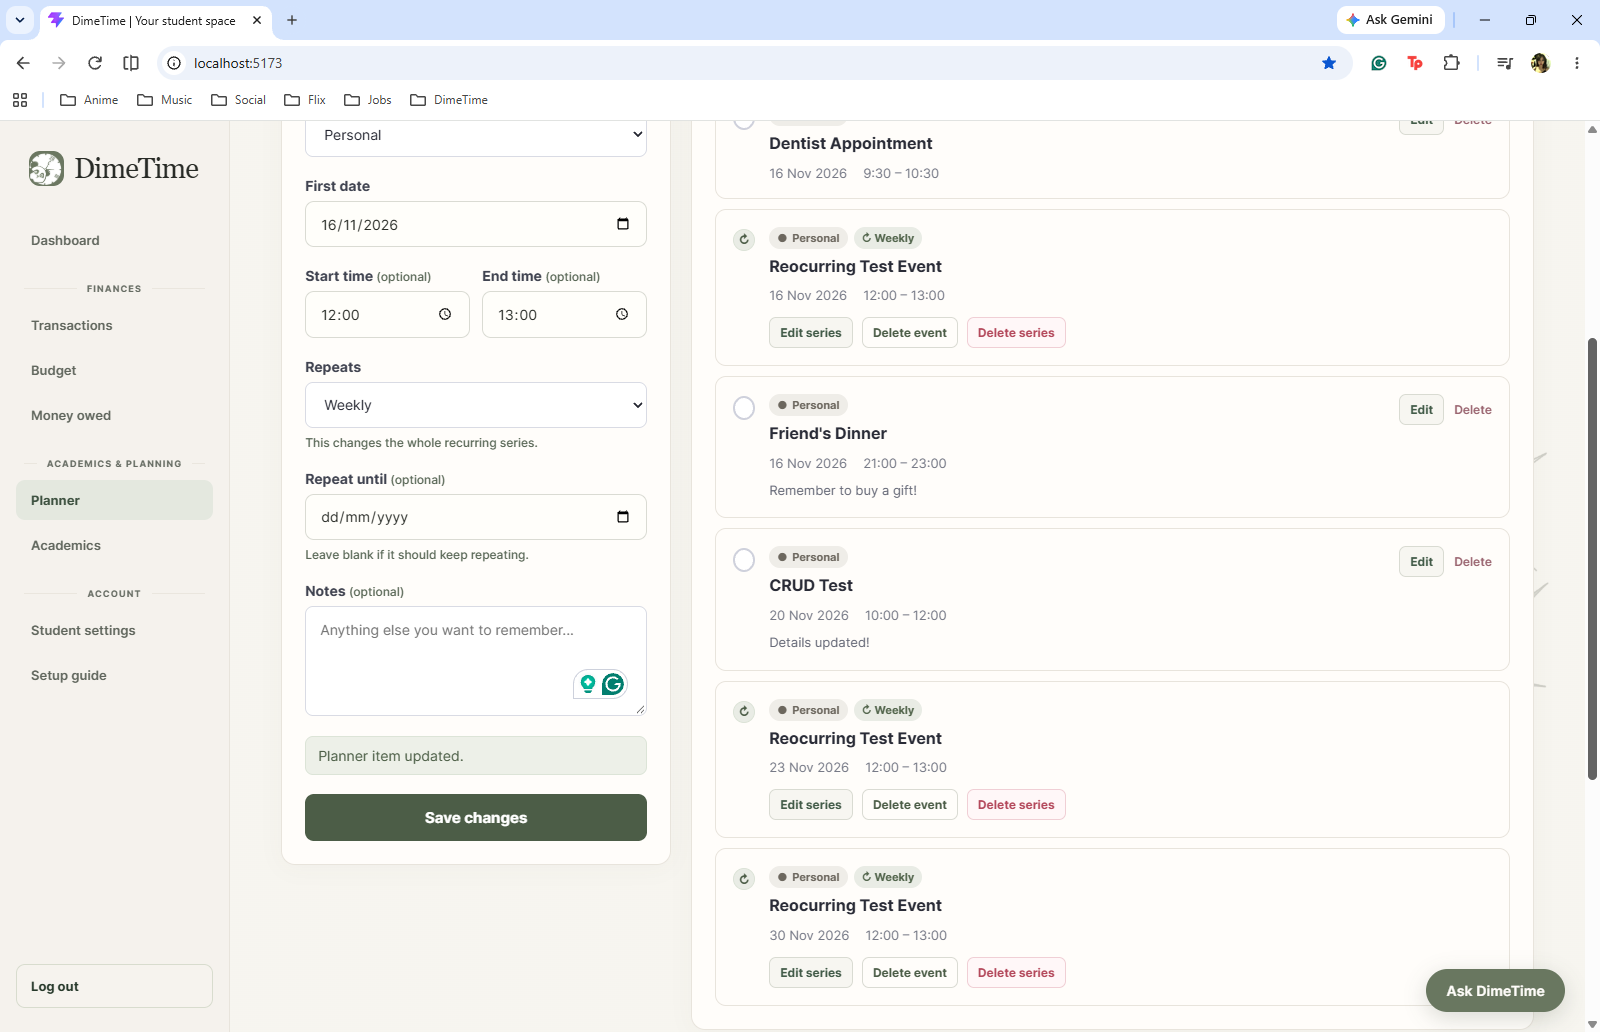 DimeTime | Your student space
Ask Gemini
localhost:5173
Anime
Music
Social
Flix
Jobs
DimeTime
DimeTime
Dashboard
FINANCES
Transactions
Budget
Money owed
ACADEMICS & PLANNING
Planner
Academics
ACCOUNT
Student settings
Setup guide
Log out
Personal
First date
16/11/2026
Start time (optional)
End time (optional)
12:00
13:00
Repeats
Weekly
This changes the whole recurring series.
Repeat until (optional)
dd/mm/yyyy
Leave blank if it should keep repeating.
Notes (optional)
Anything else you want to remember...
Planner item updated.
Save changes
Edit
Delete
Dentist Appointment
16 Nov 2026 9:30 – 10:30
Personal
Weekly
Reocurring Test Event
16 Nov 2026 12:00 – 13:00
Edit series
Delete event
Delete series
Personal
Edit
Delete
Friend's Dinner
16 Nov 2026 21:00 – 23:00
Remember to buy a gift!
Personal
Edit
Delete
CRUD Test
20 Nov 2026 10:00 – 12:00
Details updated!
Personal
Weekly
Reocurring Test Event
23 Nov 2026 12:00 – 13:00
Edit series
Delete event
Delete series
Personal
Weekly
Reocurring Test Event
30 Nov 2026 12:00 – 13:00
Edit series
Delete event
Delete series
Ask DimeTime